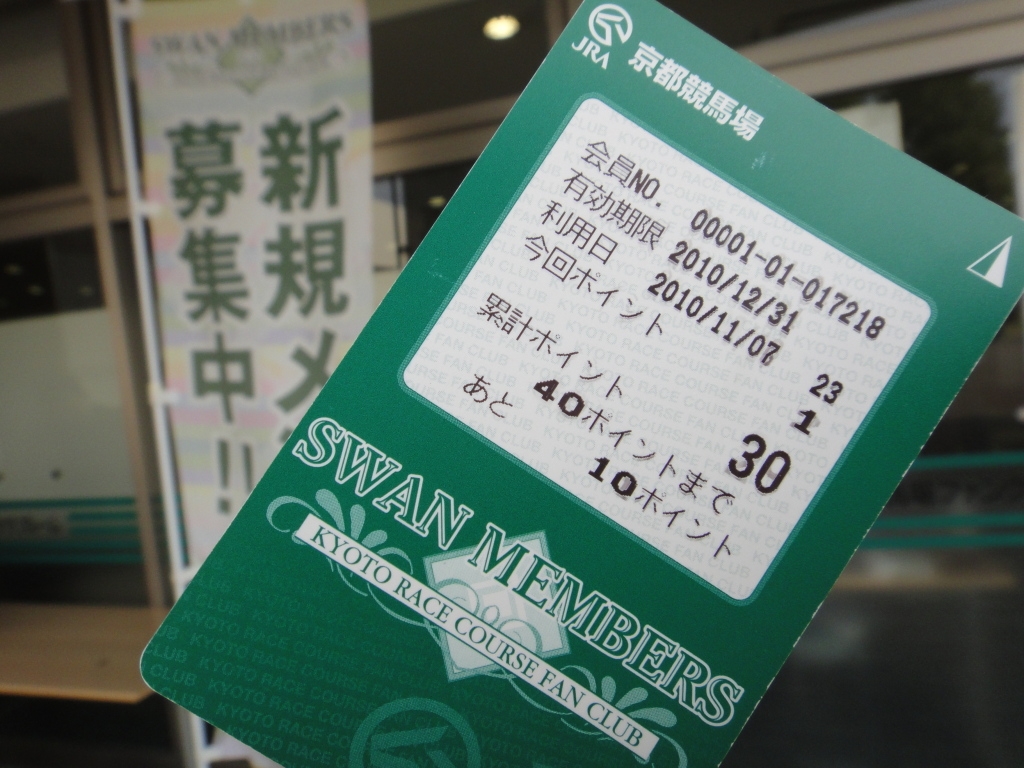 SWAN MEMBERS
新規メ
募集中!!
JRA 京都競馬場
会員NO. 00001-01-017218
有効期限 2010/12/31
利用日 2010/11/07 23
今回ポイント 1
累計ポイント 30
あと 40ポイントまで
10ポイント
SWAN MEMBERS
KYOTO RACE COURSE FAN CLUB